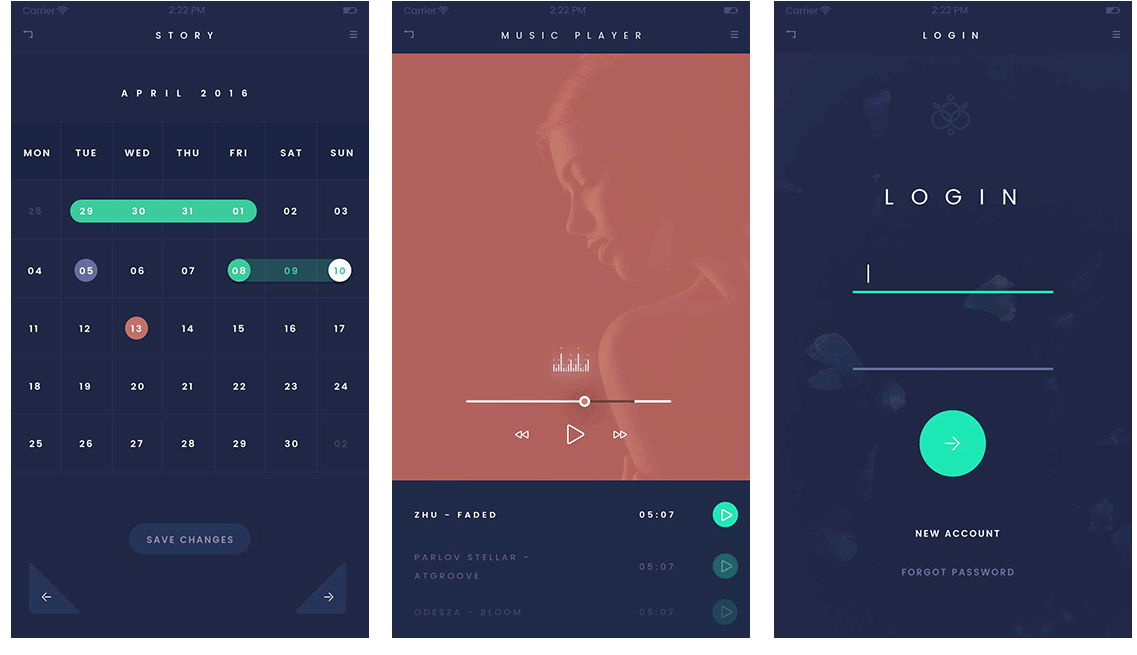 Carrier 2:22 PM
STORY
APRIL 2016
MON TUE WED THU FRI SAT SUN
28 29 30 31 01 02 03
04 05 06 07 08 09 10
11 12 13 14 15 16 17
18 19 20 21 22 23 24
25 26 27 28 29 30 02
SAVE CHANGES
Carrier 2:22 PM
MUSIC PLAYER
ZHU - FADED 05:07
PARLOV STELLAR -
ATGROOVE 05:07
ODESZA - BLOOM 05:07
Carrier 2:22 PM
LOGIN
LOGIN
NEW ACCOUNT
FORGOT PASSWORD